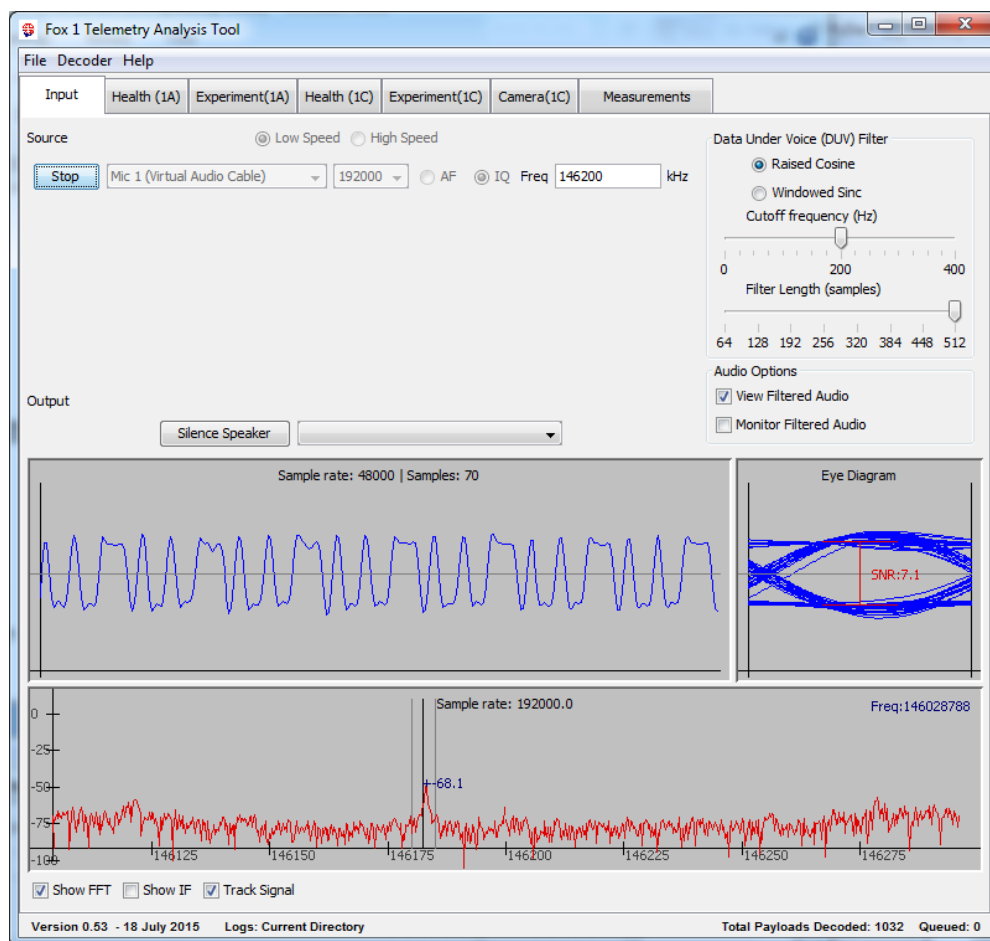 Fox 1 Telemetry Analysis Tool
File Decoder Help
Input Health (1A) Experiment(1A) Health (1C) Experiment(1C) Camera(1C) Measurements
Source Low Speed High Speed
Stop Mic 1 (Virtual Audio Cable) 192000 AF IQ Freq 146200 kHz
Data Under Voice (DUV) Filter
Raised Cosine
Windowed Sinc
Cutoff frequency (Hz)
0 200 400
Filter Length (samples)
64 128 192 256 320 384 448 512
Audio Options
View Filtered Audio
Monitor Filtered Audio
Output
Silence Speaker
Sample rate: 48000 | Samples: 70
Eye Diagram
SNR:7.1
Sample rate: 192000.0
Freq:146028788
0
-25
-50
-68.1
-75
-100
146125 146150 146175 146200 146225 146250 146275
Show FFT Show IF Track Signal
Version 0.53 - 18 July 2015 Logs: Current Directory Total Payloads Decoded: 1032 Queued: 0